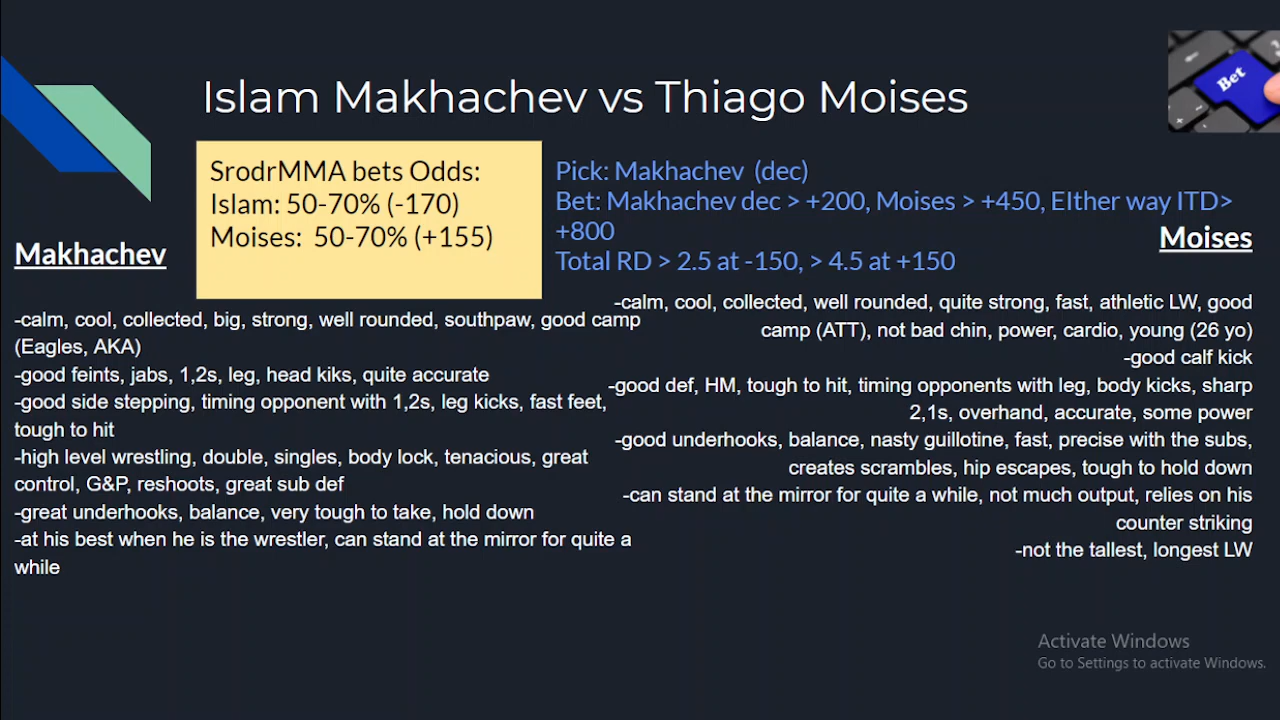 Islam Makhachev vs Thiago Moises
Bet
SrodrMMA bets Odds:
Islam: 50-70% (-170)
Moises:  50-70% (+155)
Pick: Makhachev  (dec)
Bet: Makhachev dec > +200, Moises > +450, EIther way ITD>
+800
Total RD > 2.5 at -150, > 4.5 at +150
Makhachev
-calm, cool, collected, big, strong, well rounded, southpaw, good camp
(Eagles, AKA)
-good feints, jabs, 1,2s, leg, head kiks, quite accurate
-good side stepping, timing opponent with 1,2s, leg kicks, fast feet,
tough to hit
-high level wrestling, double, singles, body lock, tenacious, great
control, G&P, reshoots, great sub def
-great underhooks, balance, very tough to take, hold down
-at his best when he is the wrestler, can stand at the mirror for quite a
while
Moises
-calm, cool, collected, well rounded, quite strong, fast, athletic LW, good
camp (ATT), not bad chin, power, cardio, young (26 yo)
-good calf kick
-good def, HM, tough to hit, timing opponents with leg, body kicks, sharp
2,1s, overhand, accurate, some power
-good underhooks, balance, nasty guillotine, fast, precise with the subs,
creates scrambles, hip escapes, tough to hold down
-can stand at the mirror for quite a while, not much output, relies on his
counter striking
-not the tallest, longest LW
Activate Windows
Go to Settings to activate Windows.